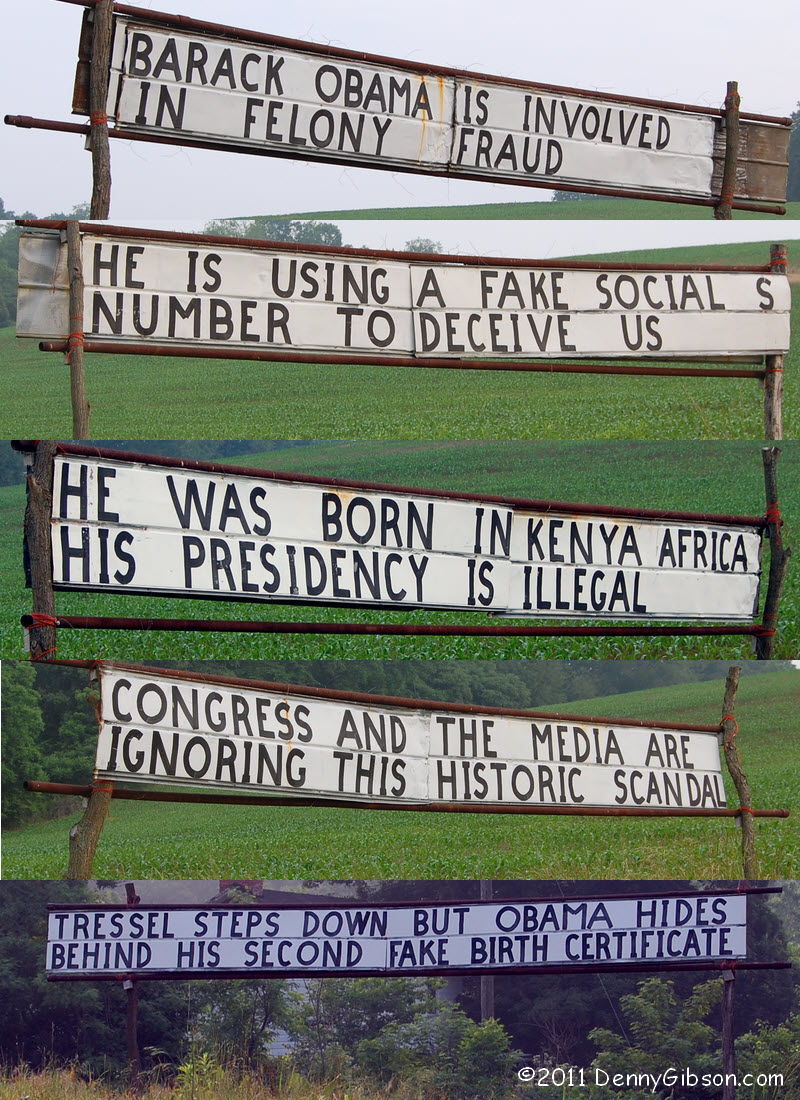 BARACK OBAMA IS INVOLVED
IN FELONY FRAUD
HE IS USING A FAKE SOCIAL S
NUMBER TO DECEIVE US
HE WAS BORN IN KENYA AFRICA
HIS PRESIDENCY IS ILLEGAL
CONGRESS AND THE MEDIA ARE
IGNORING THIS HISTORIC SCANDAL
TRESSEL STEPS DOWN BUT OBAMA HIDES
BEHIND HIS SECOND FAKE BIRTH CERTIFICATE
©2011 DennyGibson.com